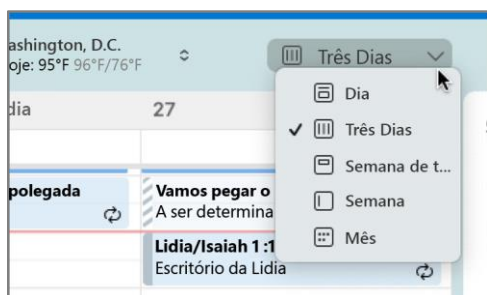 ashington, D.C.
oje: 95°F 96°F/76°F
Três Dias
dia
27
Dia
Três Dias
Semana de t...
Semana
Mês
polegada
Vamos pegar o
A ser determina
Lidia/Isaiah 1:1
Escritório da Lidia